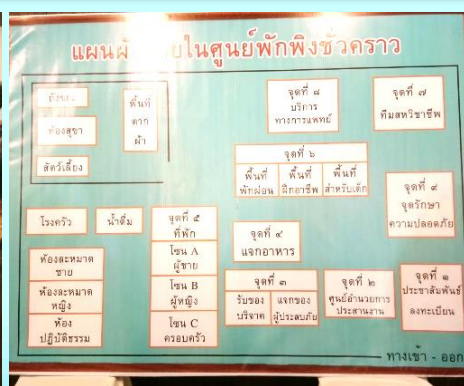 แผนผังภายในศูนย์พักพิงชั่วคราว
ถังขยะ
ห้องสุขา
สัตว์เลี้ยง
พื้นที่
ตาก
ผ้า
จุดที่ ๘
บริการ
ทางการแพทย์
จุดที่ ๗
ทีมสหวิชาชีพ
จุดที่ ๖
พื้นที่
พักผ่อน
พื้นที่
ฝึกอาชีพ
พื้นที่
สำหรับเด็ก
จุดที่ ๙
จุดรักษา
ความปลอดภัย
โรงครัว
น้ำดื่ม
จุดที่ ๕
ที่พัก
โซน A
ผู้ชาย
โซน B
ผู้หญิง
โซน C
ครอบครัว
จุดที่ ๔
แจกอาหาร
ห้องละหมาด
ชาย
ห้องละหมาด
หญิง
ห้อง
ปฏิบัติธรรม
จุดที่ ๓
รับของ
บริจาค
แจกของ
ผู้ประสบภัย
จุดที่ ๒
ศูนย์อำนวยการ
ประสานงาน
จุดที่ ๑
ประชาสัมพันธ์
ลงทะเบียน
ทางเข้า - ออก